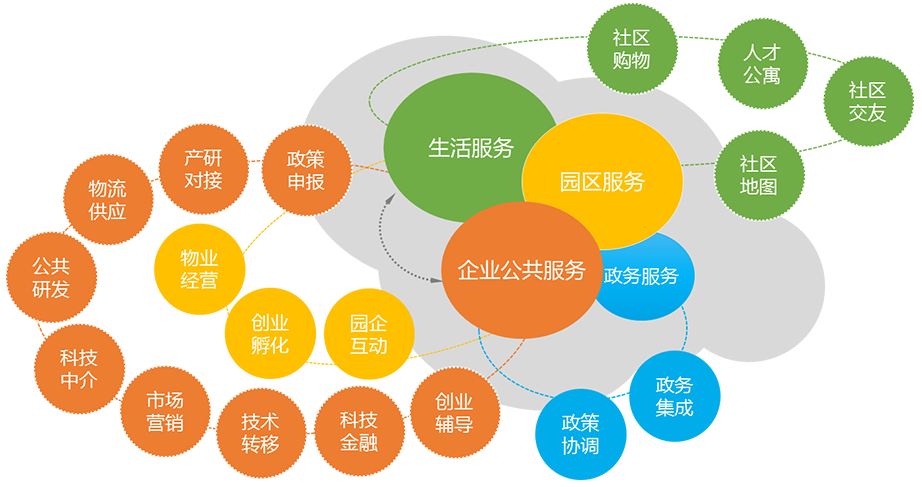 社区
购物
人才
公寓
社区
交友
社区
地图
生活服务
园区服务
企业公共服务
政务服务
政策
申报
产研
对接
物流
供应
公共
研发
科技
中介
市场
营销
技术
转移
科技
金融
创业
辅导
物业
经营
创业
孵化
园企
互动
政策
协调
政务
集成